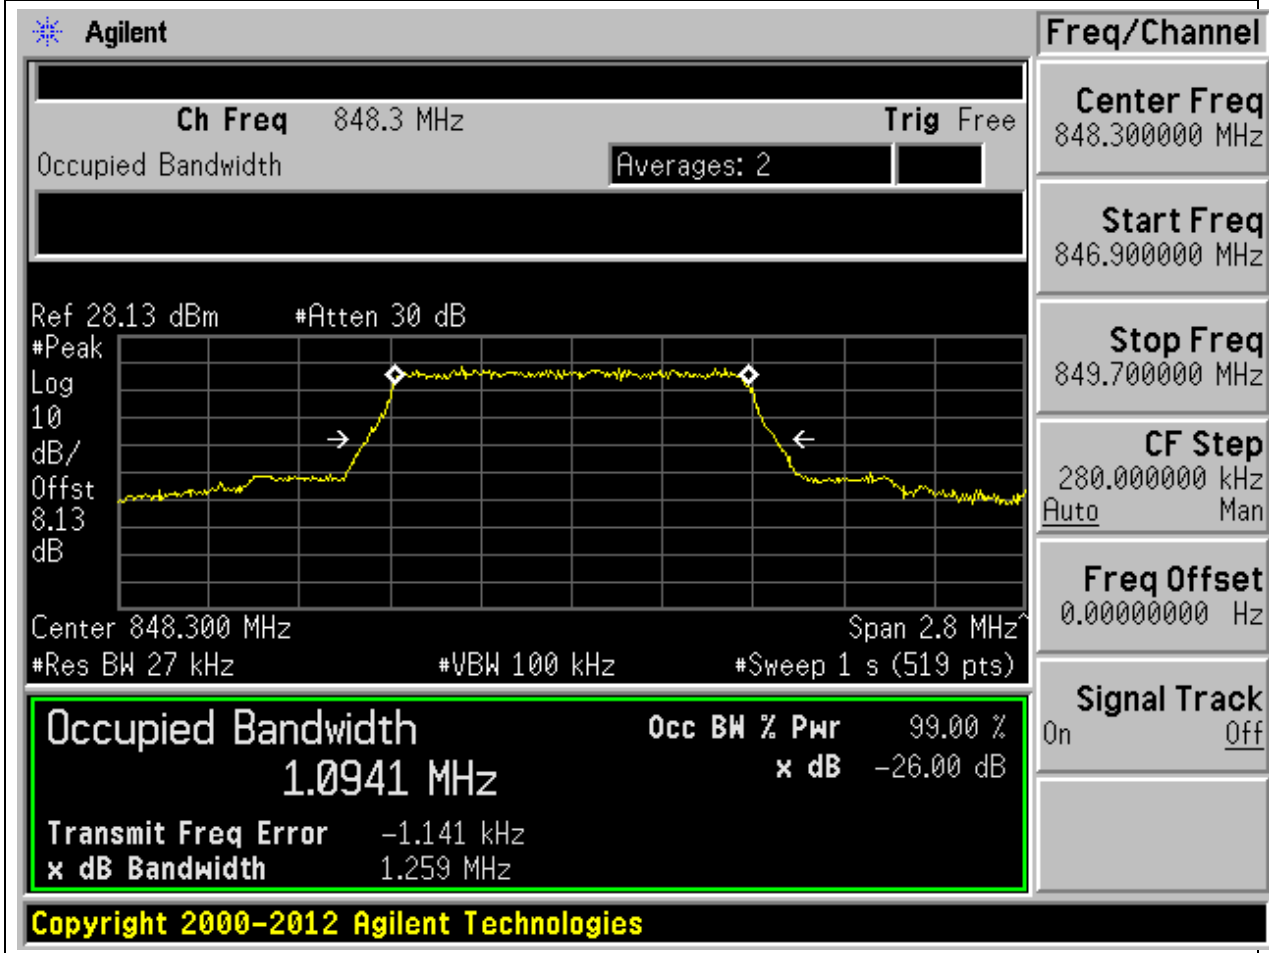 Agilent
Freq/Channel
Ch Freq 848.3 MHz Trig Free
Occupied Bandwidth Averages: 2
Center Freq
848.300000 MHz
Start Freq
846.900000 MHz
Stop Freq
849.700000 MHz
CF Step
280.000000 kHz
Auto Man
Freq Offset
0.00000000 Hz
Signal Track
On Off
Ref 28.13 dBm #Atten 30 dB
#Peak
Log
10
dB/
Offst
8.13
dB
Center 848.300 MHz Span 2.8 MHz^
#Res BW 27 kHz #VBW 100 kHz #Sweep 1 s (519 pts)
Occupied Bandwidth
1.0941 MHz
Occ BW % Pwr 99.00 %
x dB -26.00 dB
Transmit Freq Error -1.141 kHz
x dB Bandwidth 1.259 MHz
Copyright 2000-2012 Agilent Technologies